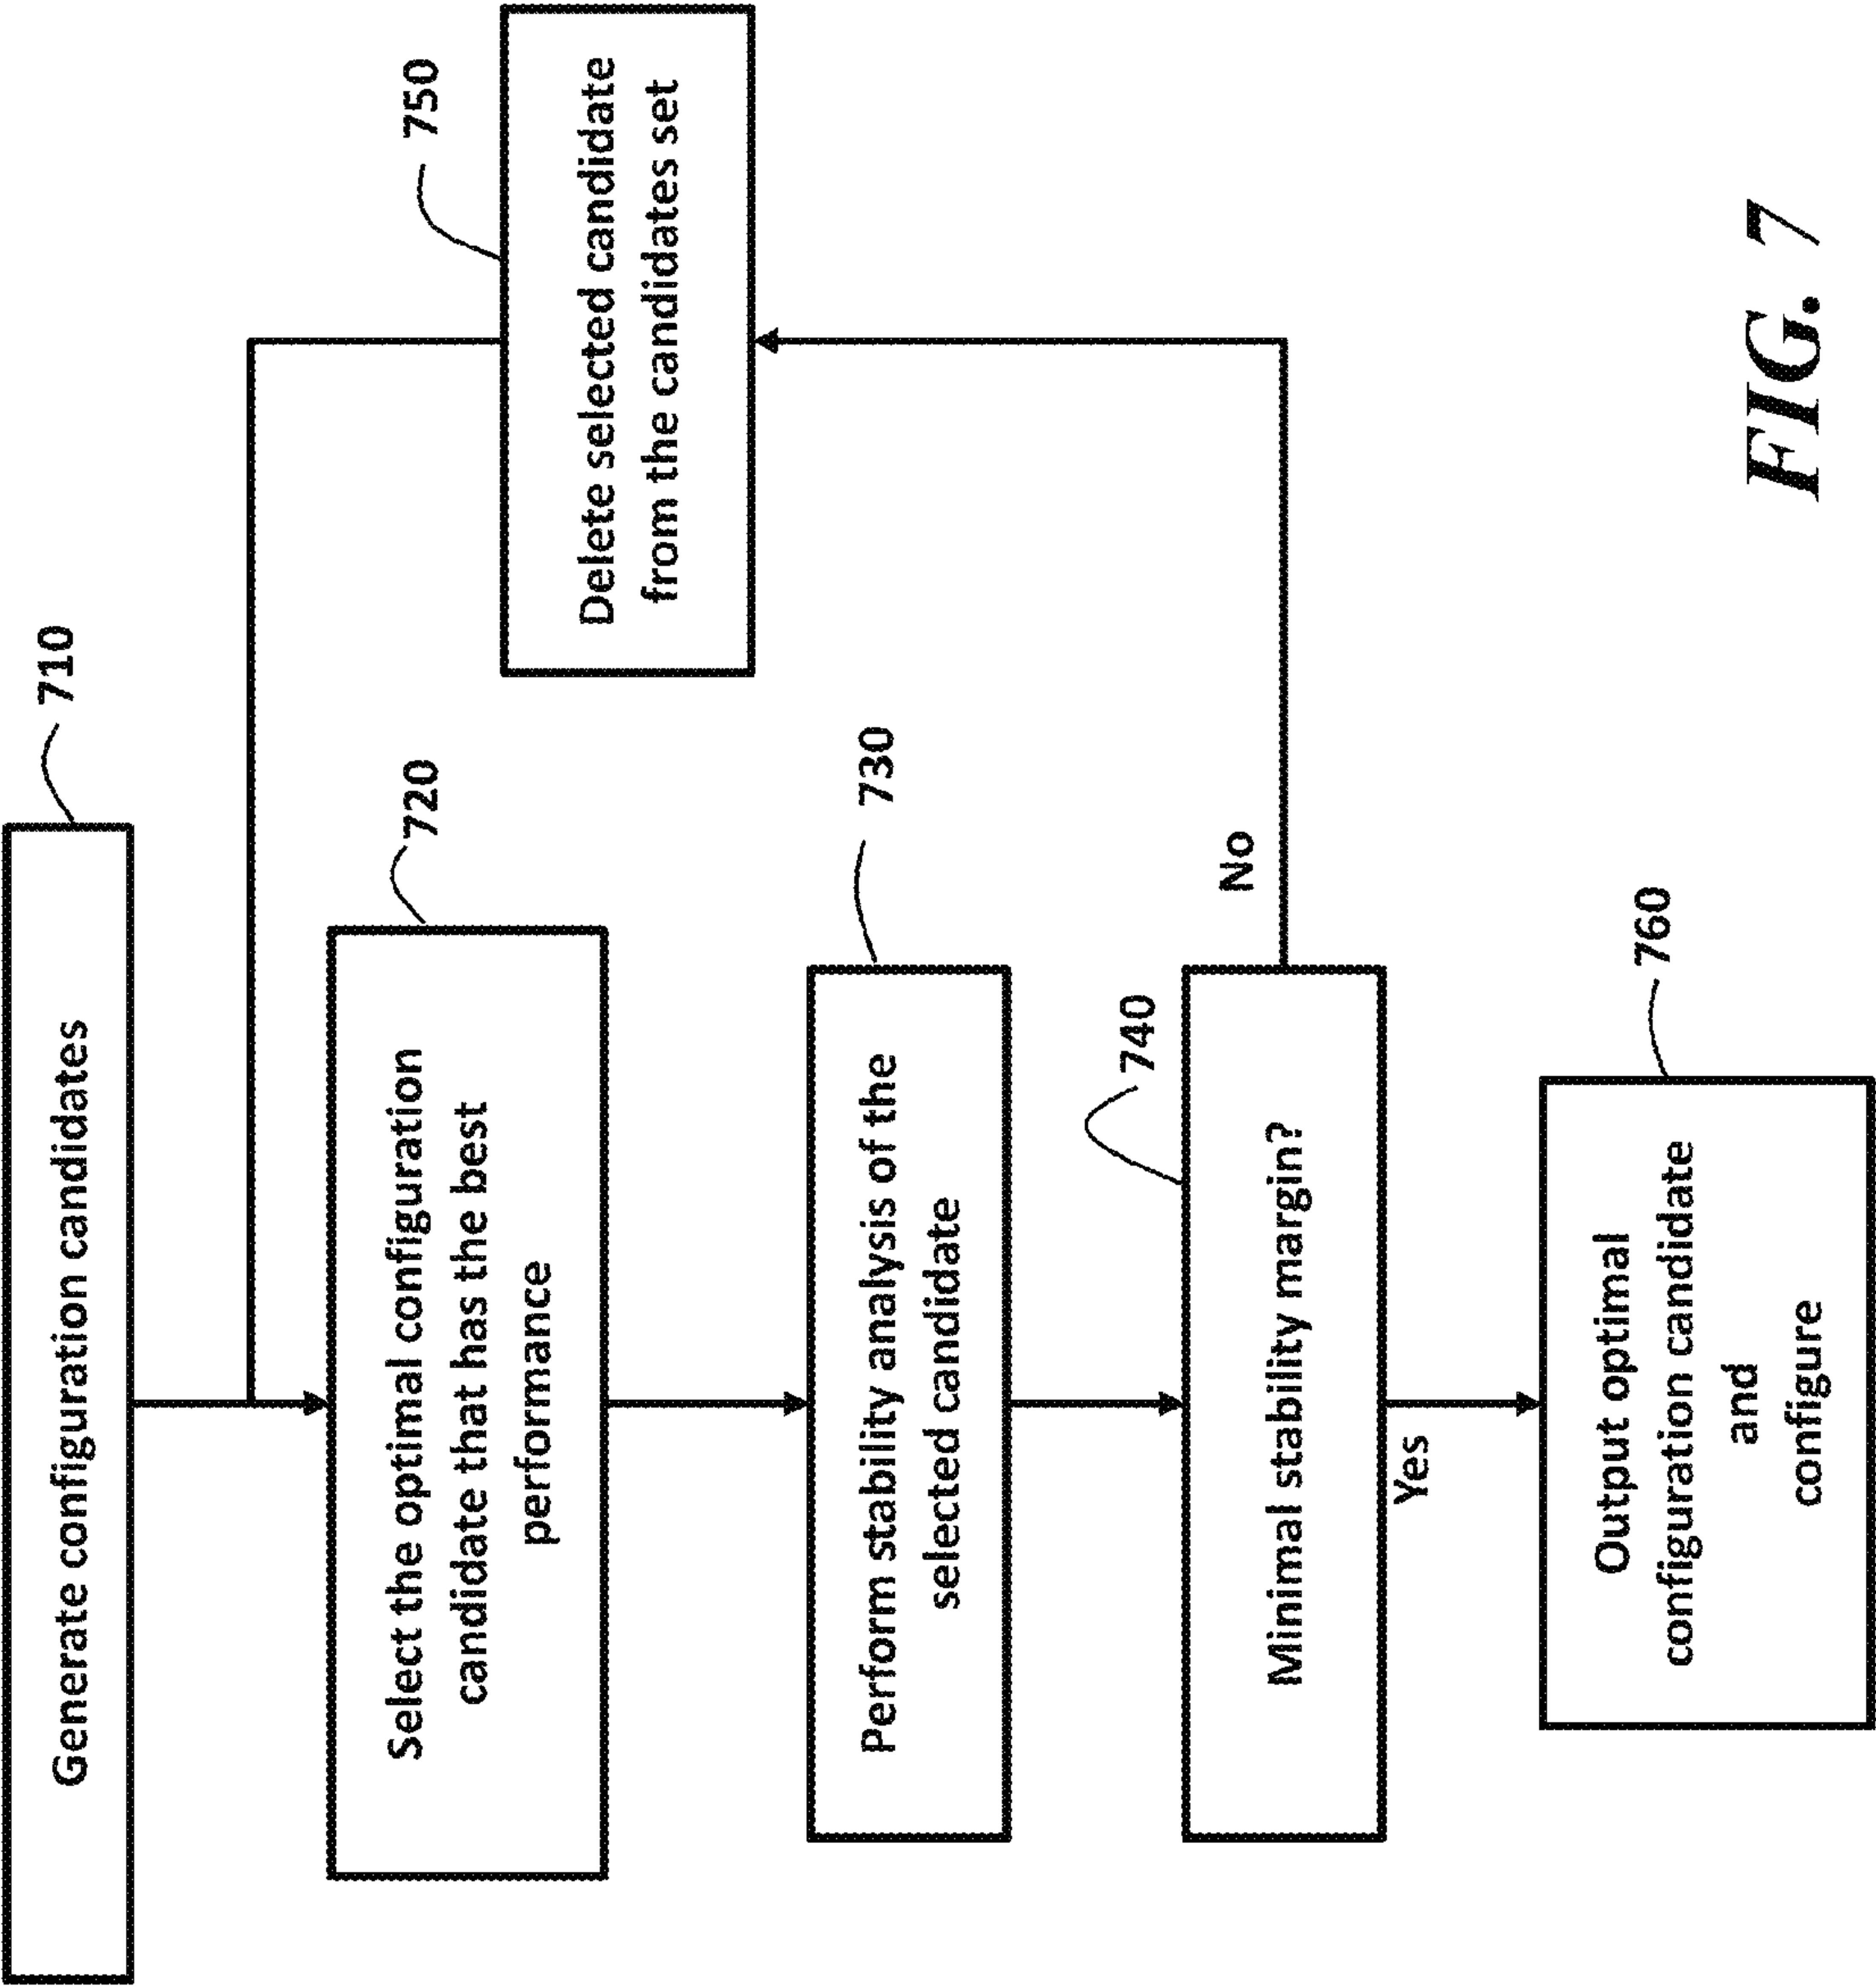 Generate configuration candidates
710
Select the optimal configuration
candidate that has the best
performance
720
Perform stability analysis of the
selected candidate
730
Minimal stability margin?
740
No
Yes
Delete selected candidate
from the candidates set
750
Output optimal
configuration candidate
and
configure
760
FIG. 7